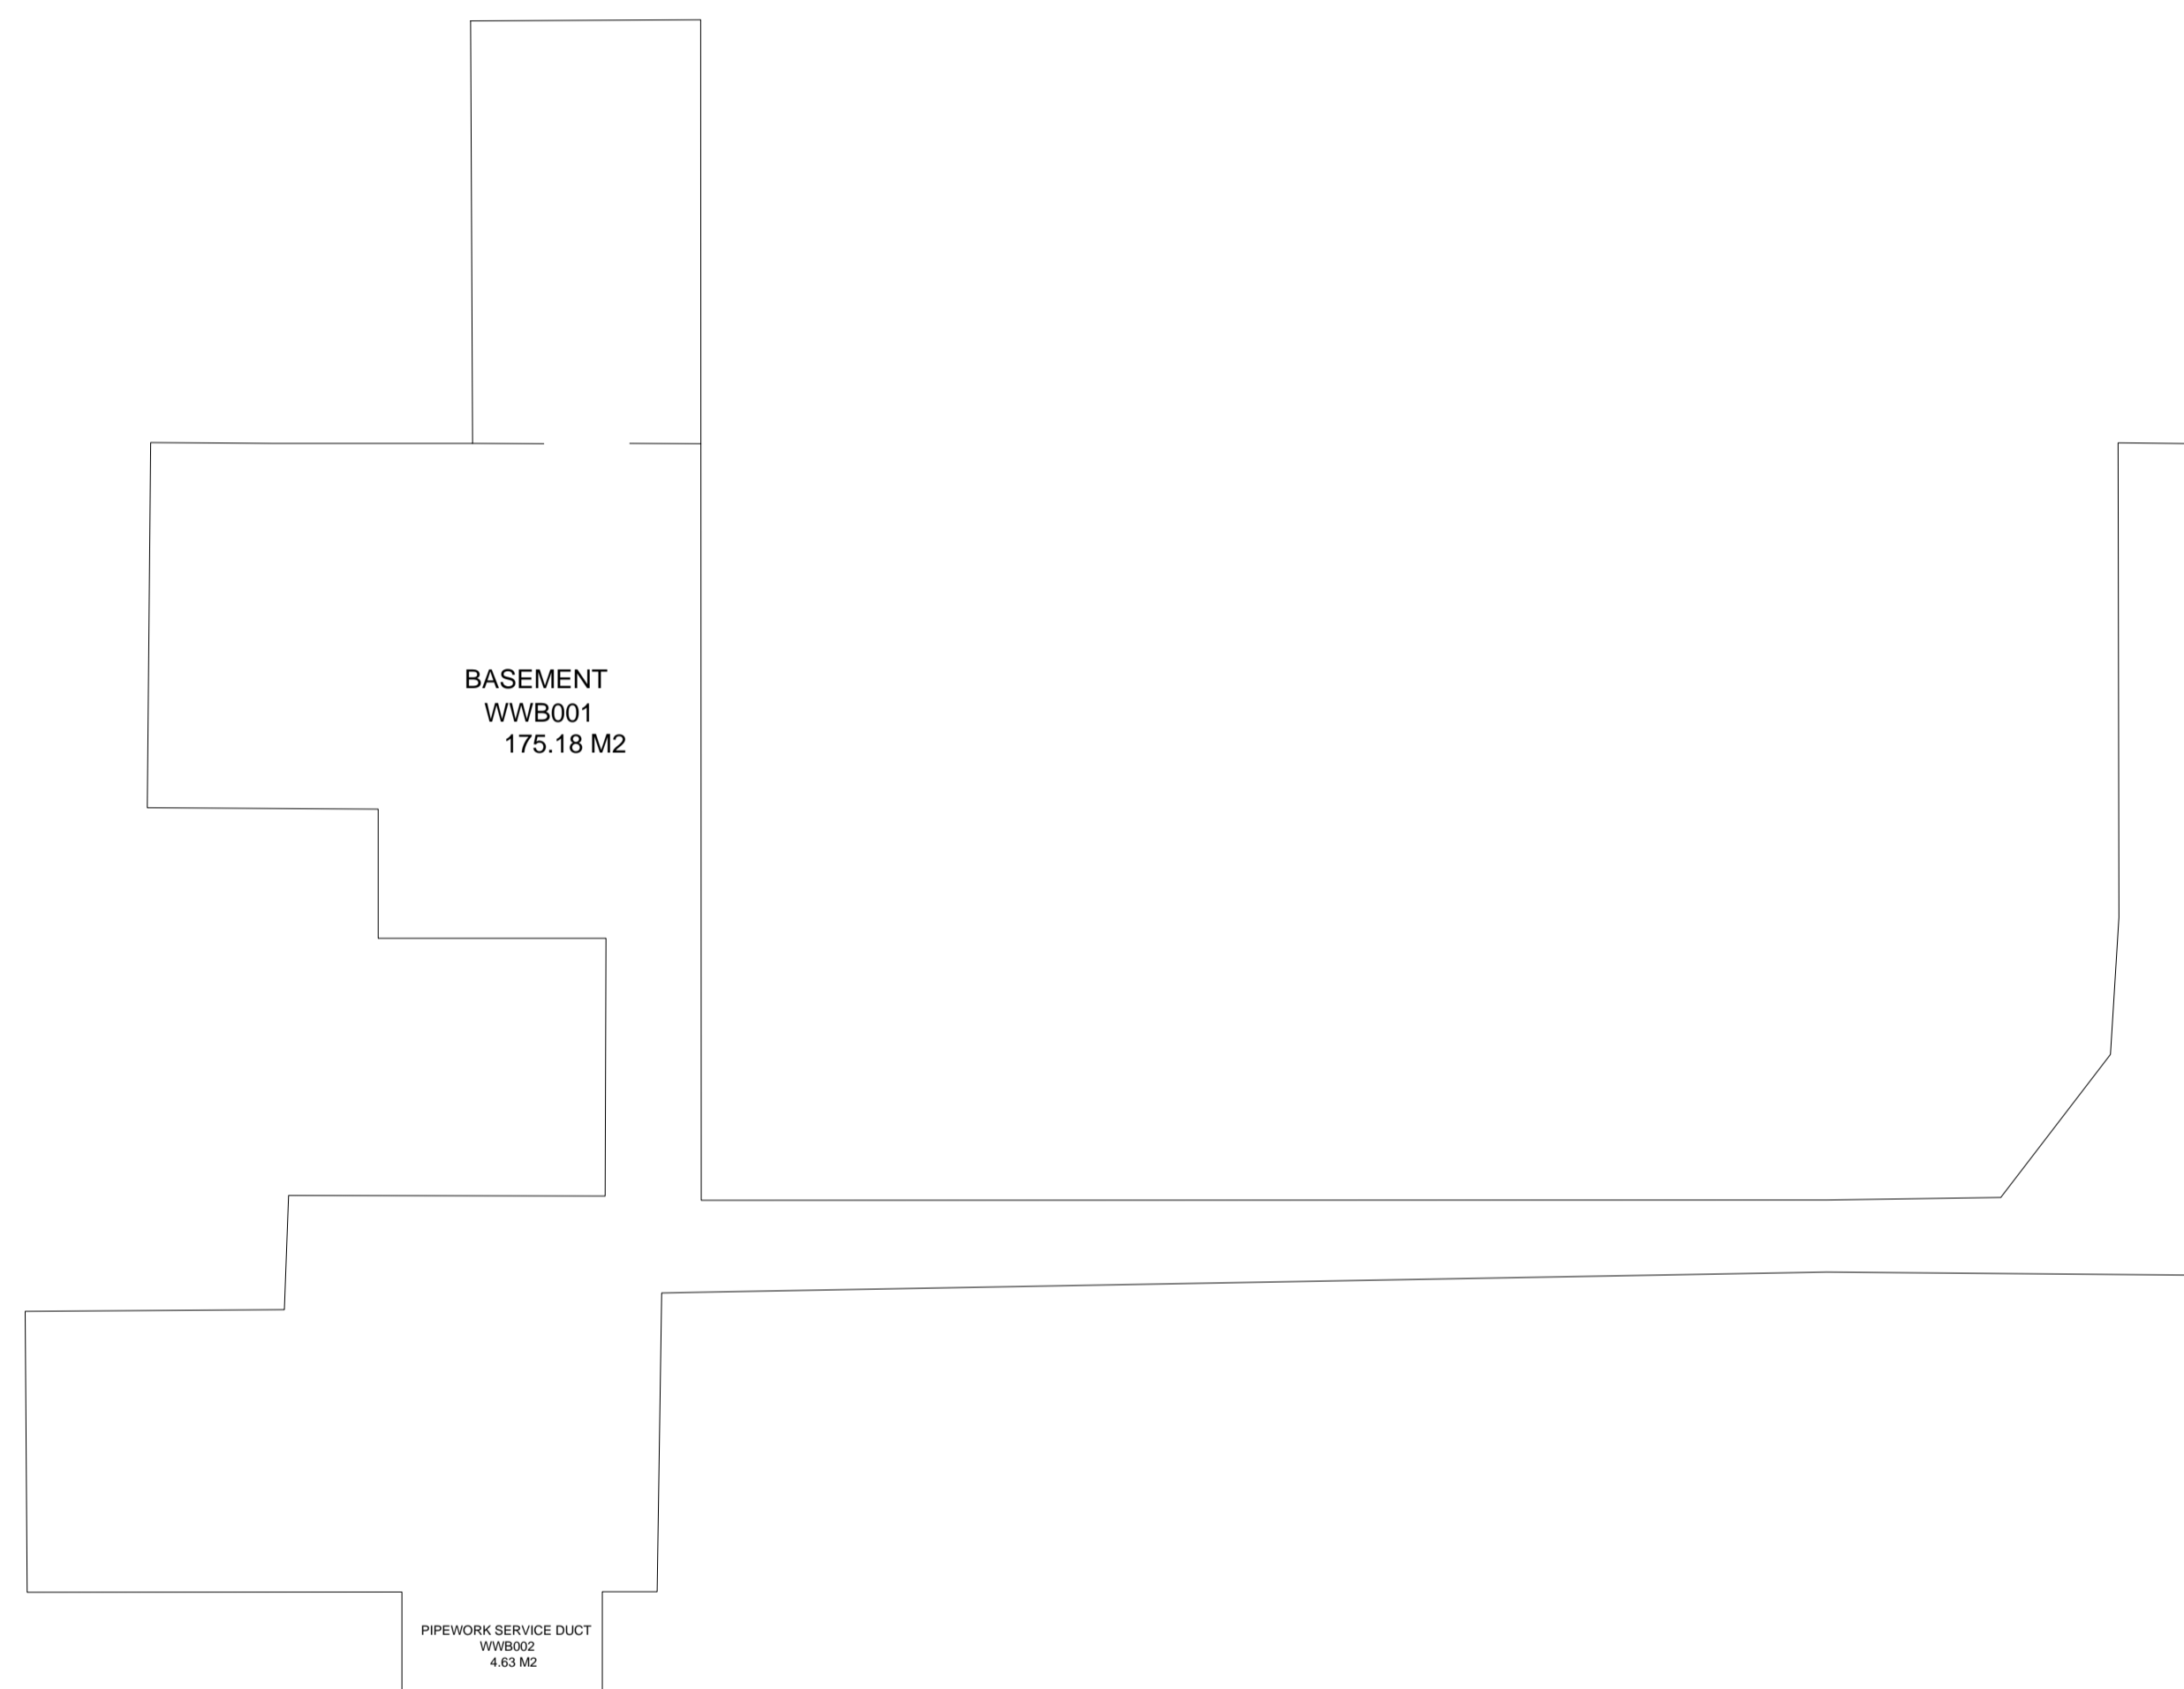 BASEMENT
WWB001
175.18 M2
PIPEWORK SERVICE DUCT
WWB002
4.63 M2